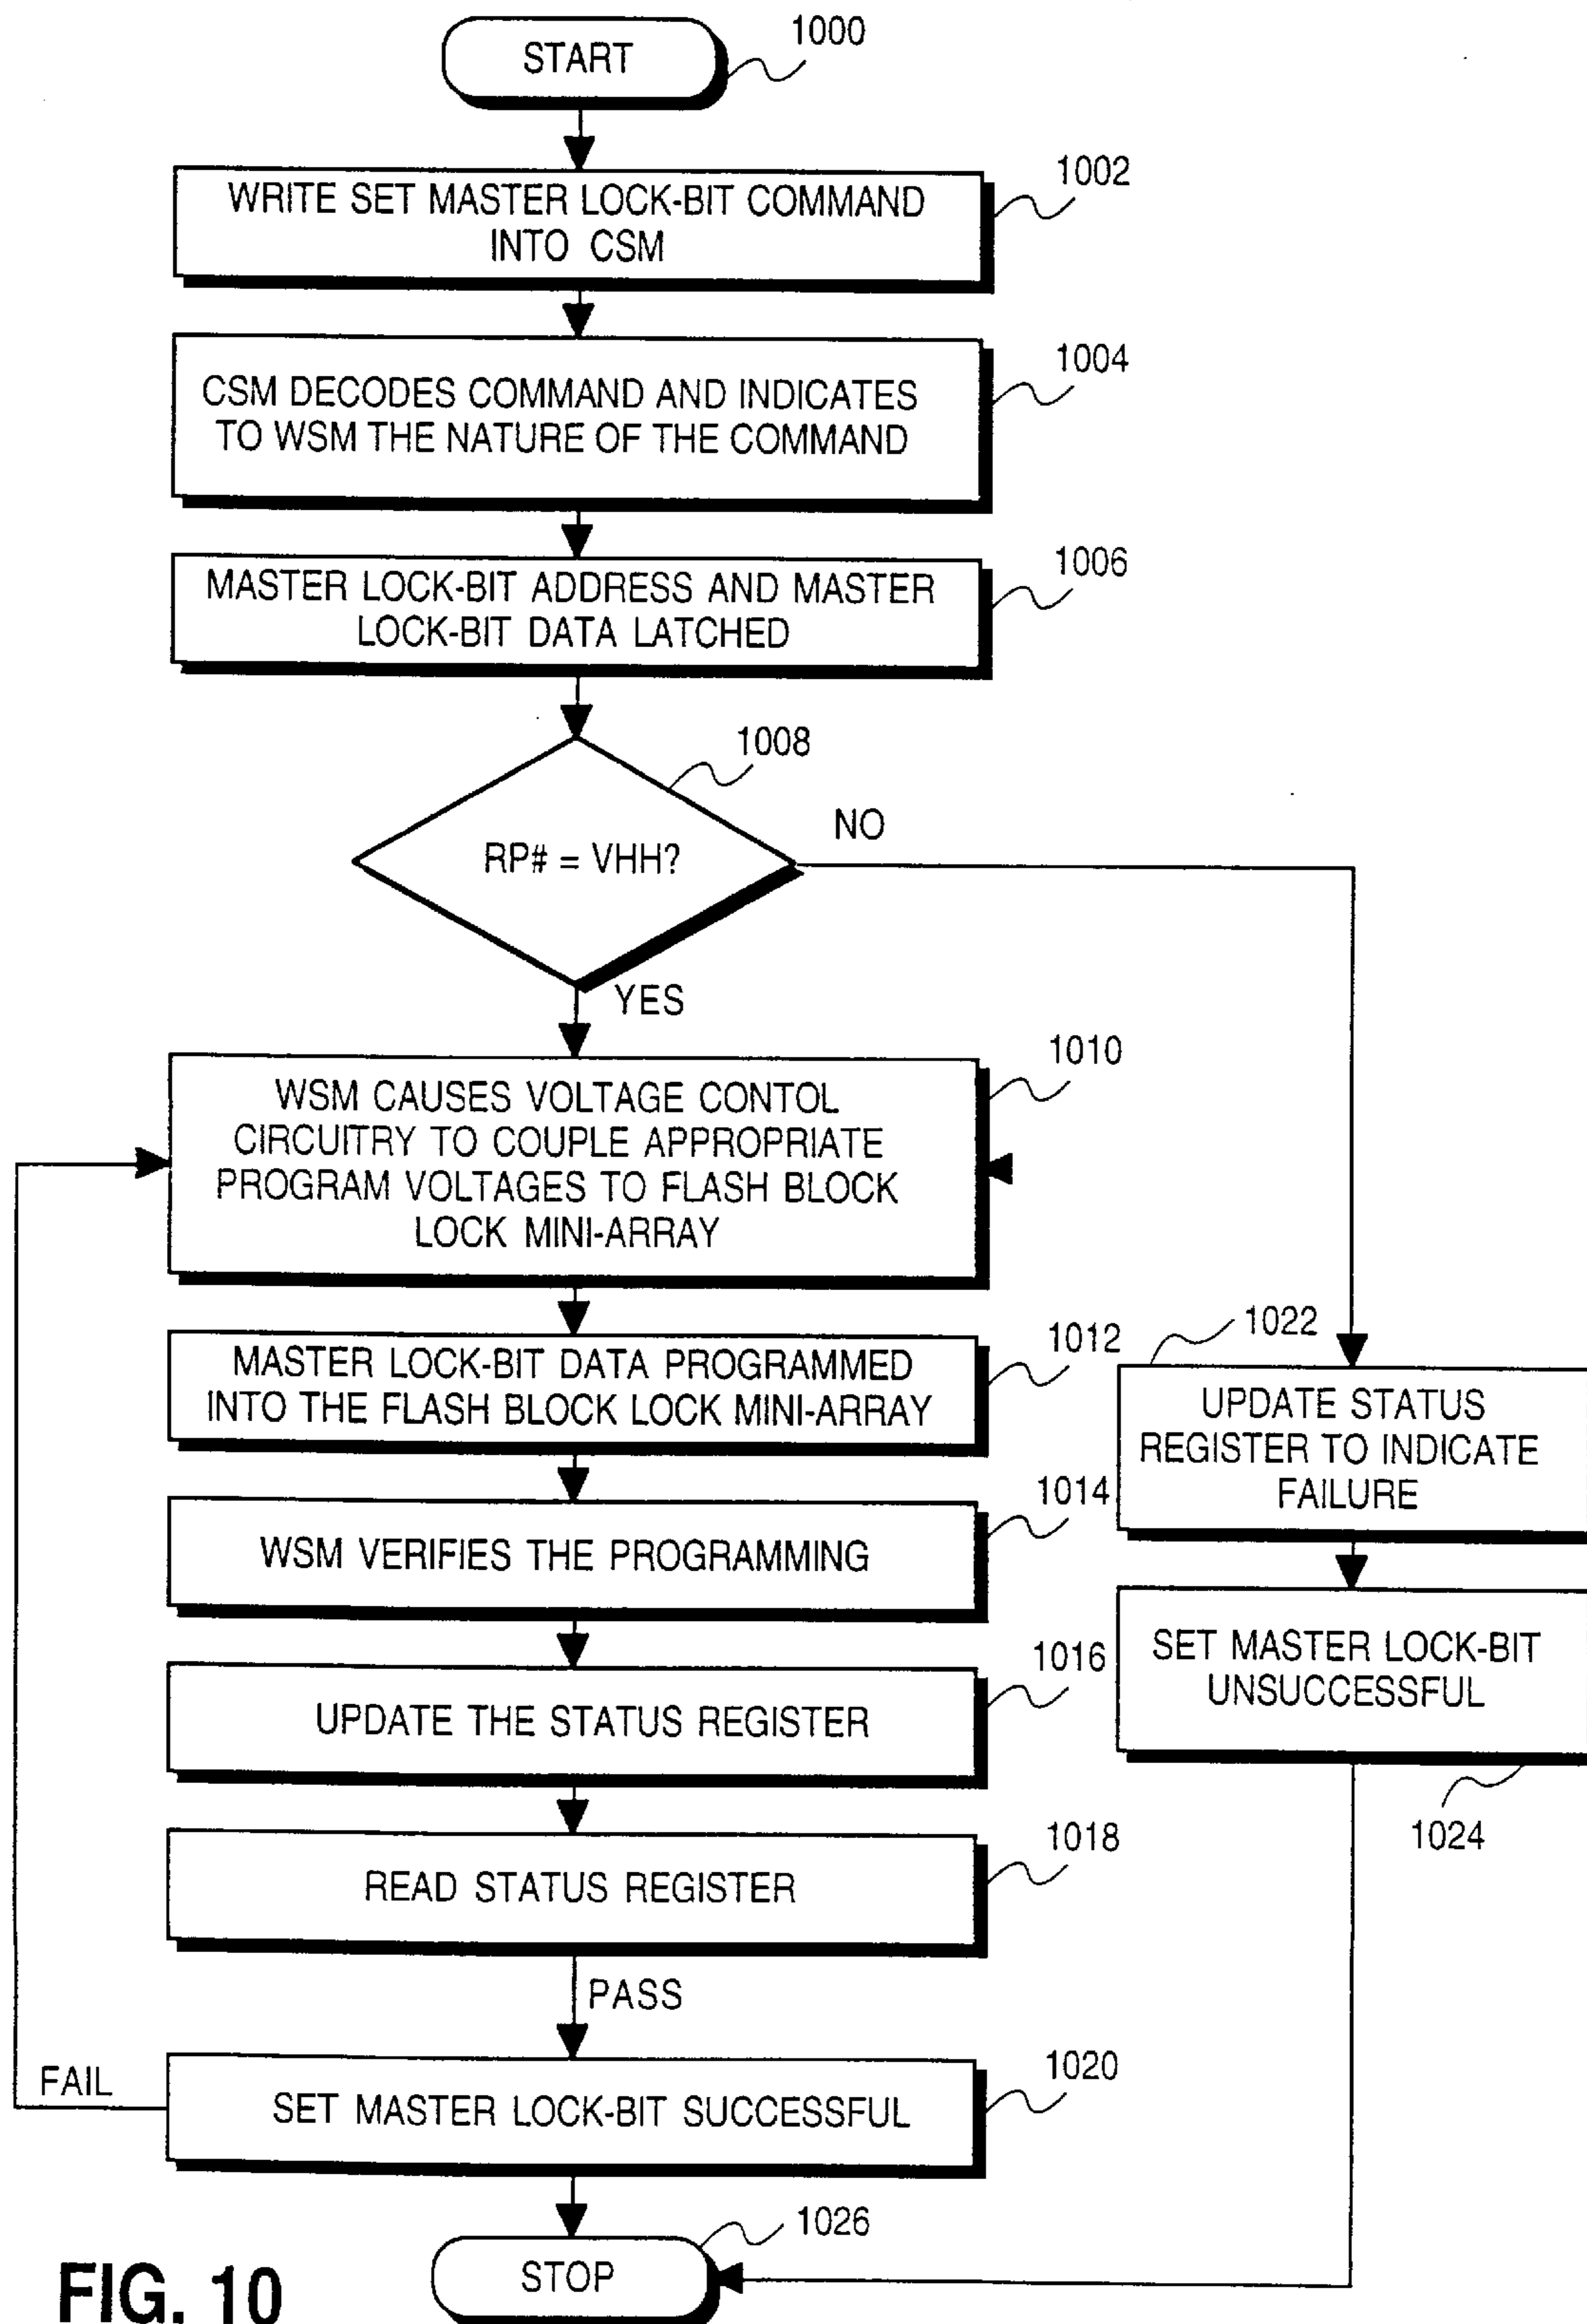 START
1000
WRITE SET MASTER LOCK-BIT COMMAND
INTO CSM
1002
CSM DECODES COMMAND AND INDICATES
TO WSM THE NATURE OF THE COMMAND
1004
MASTER LOCK-BIT ADDRESS AND MASTER
LOCK-BIT DATA LATCHED
1006
RP# = VHH?
1008
NO
YES
WSM CAUSES VOLTAGE CONTOL
CIRCUITRY TO COUPLE APPROPRIATE
PROGRAM VOLTAGES TO FLASH BLOCK
LOCK MINI-ARRAY
1010
MASTER LOCK-BIT DATA PROGRAMMED
INTO THE FLASH BLOCK LOCK MINI-ARRAY
1012
WSM VERIFIES THE PROGRAMMING
1014
UPDATE THE STATUS REGISTER
1016
READ STATUS REGISTER
1018
PASS
FAIL
SET MASTER LOCK-BIT SUCCESSFUL
1020
1022
UPDATE STATUS
REGISTER TO INDICATE
FAILURE
SET MASTER LOCK-BIT
UNSUCCESSFUL
1024
STOP
1026
FIG. 10